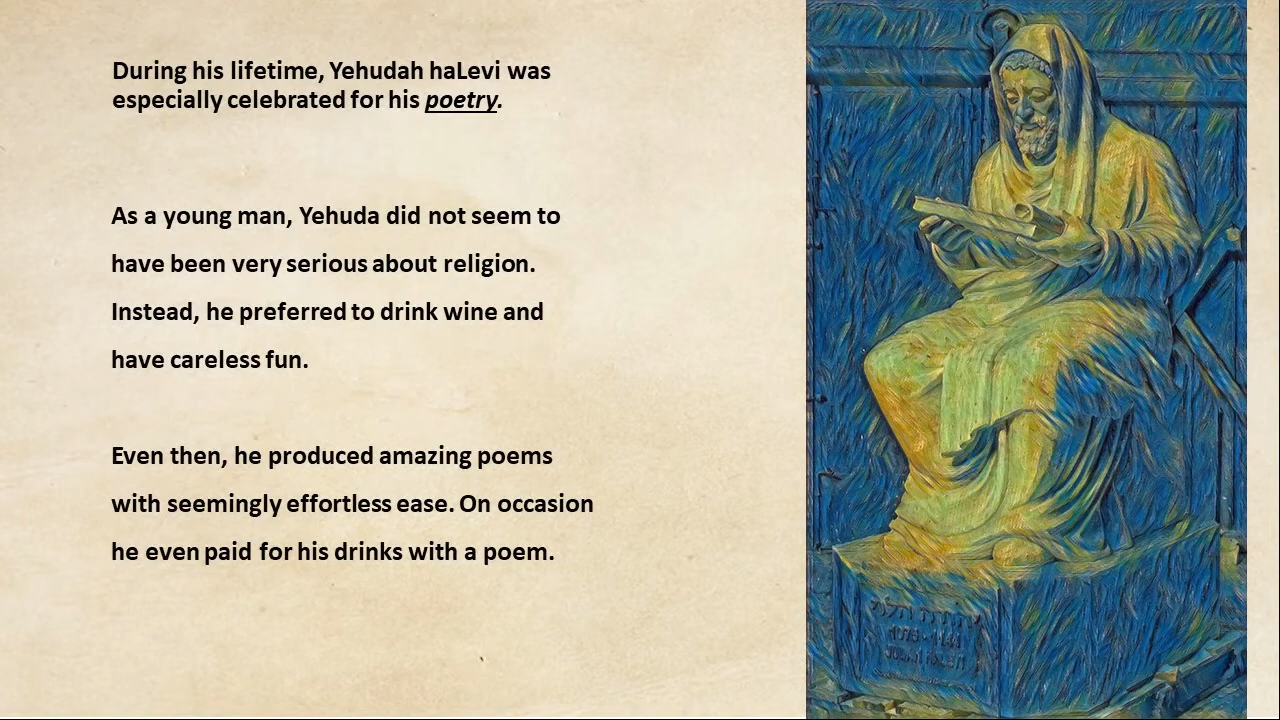 During his lifetime, Yehudah haLevi was
especially celebrated for his poetry.
As a young man, Yehuda did not seem to
have been very serious about religion.
Instead, he preferred to drink wine and
have careless fun.
Even then, he produced amazing poems
with seemingly effortless ease. On occasion
he even paid for his drinks with a poem.